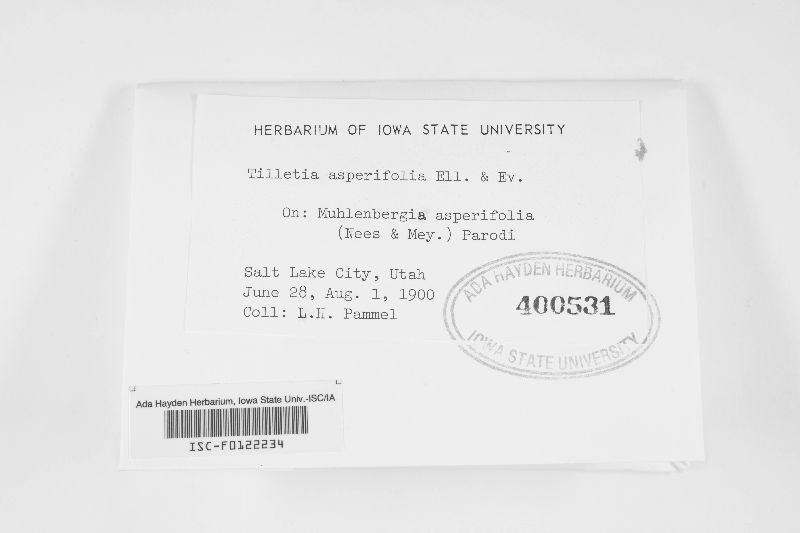 HERBARIUM OF IOWA STATE UNIVERSITY
Tilletia asperifolia Ell. & Ev.
On: Muhlenbergia asperifolia
(Nees & Mey.) Parodi
Salt Lake City, Utah
June 28, Aug. 1, 1900
Coll: L.H. Pammel
ADA HAYDEN HERBARIUM
400531
IOWA STATE UNIVERSITY
Ada Hayden Herbarium, Iowa State Univ.-ISC/IA
ISC-F0122234